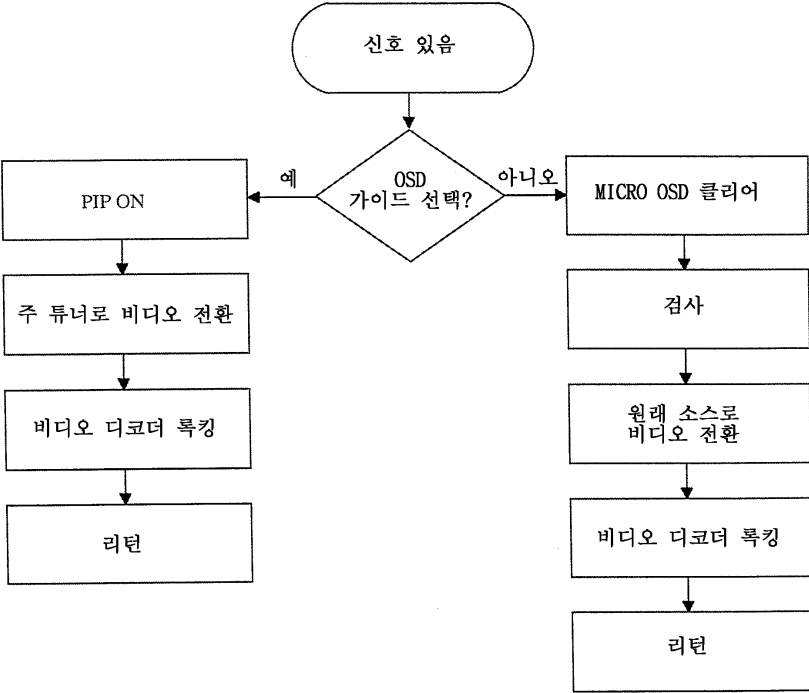 신호 있음
OSD
가이드 선택?
예
아니오
PIP ON
주 튜너로 비디오 전환
비디오 디코더 록킹
리턴
MICRO OSD 클리어
검사
원래 소스로
비디오 전환
비디오 디코더 록킹
리턴